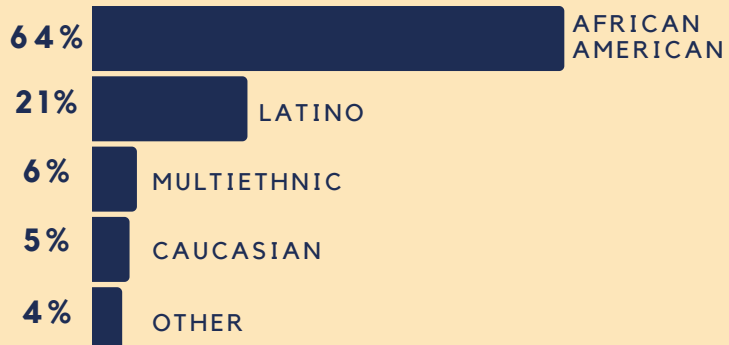 64%
AFRICAN
AMERICAN
21%
LATINO
6%
MULTIETHNIC
5%
CAUCASIAN
4%
OTHER